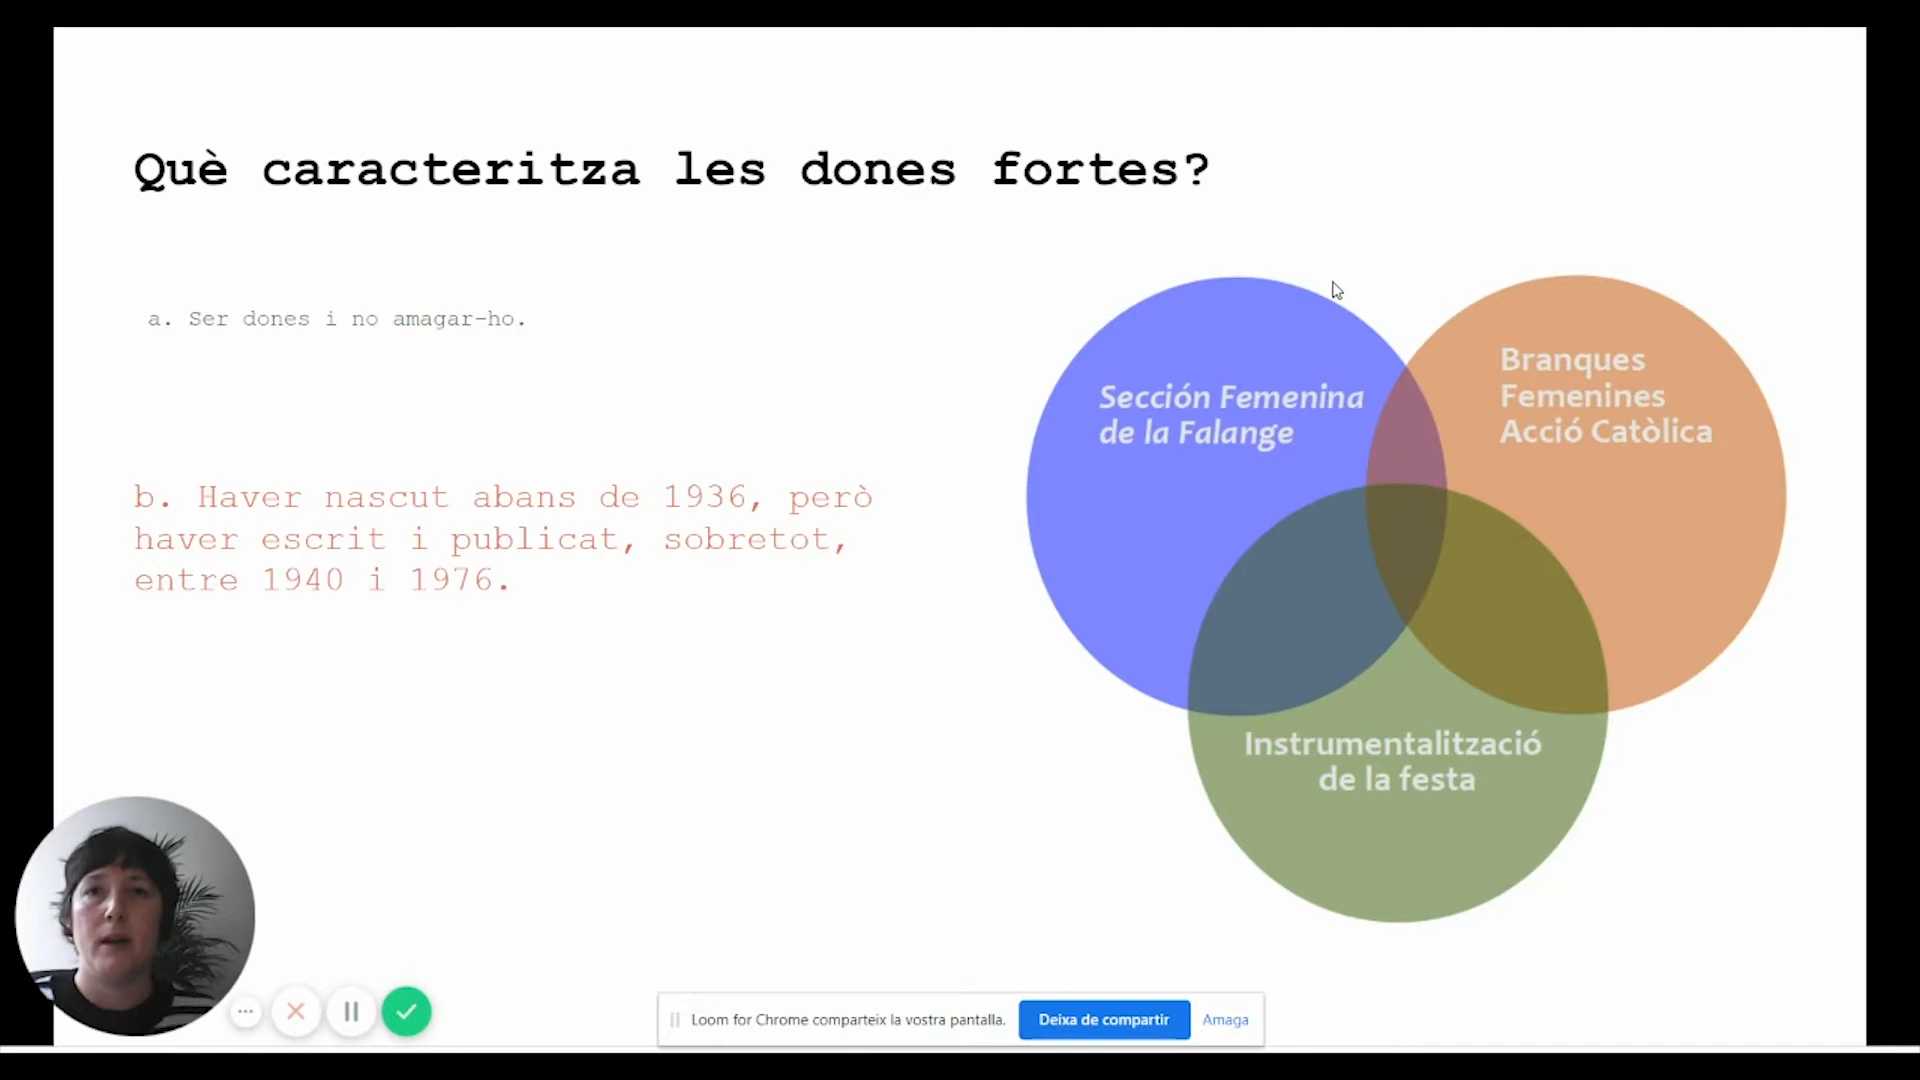 Què caracteritza les dones fortes?
a. Ser dones i no amagar-ho.
b. Haver nascut abans de 1936, però
haver escrit i publicat, sobretot,
entre 1940 i 1976.
Sección Femenina
de la Falange
Branques
Femenines
Acció Catòlica
Instrumentalització
de la festa
Loom for Chrome comparteix la vostra pantalla.
Deixa de compartir
Amaga